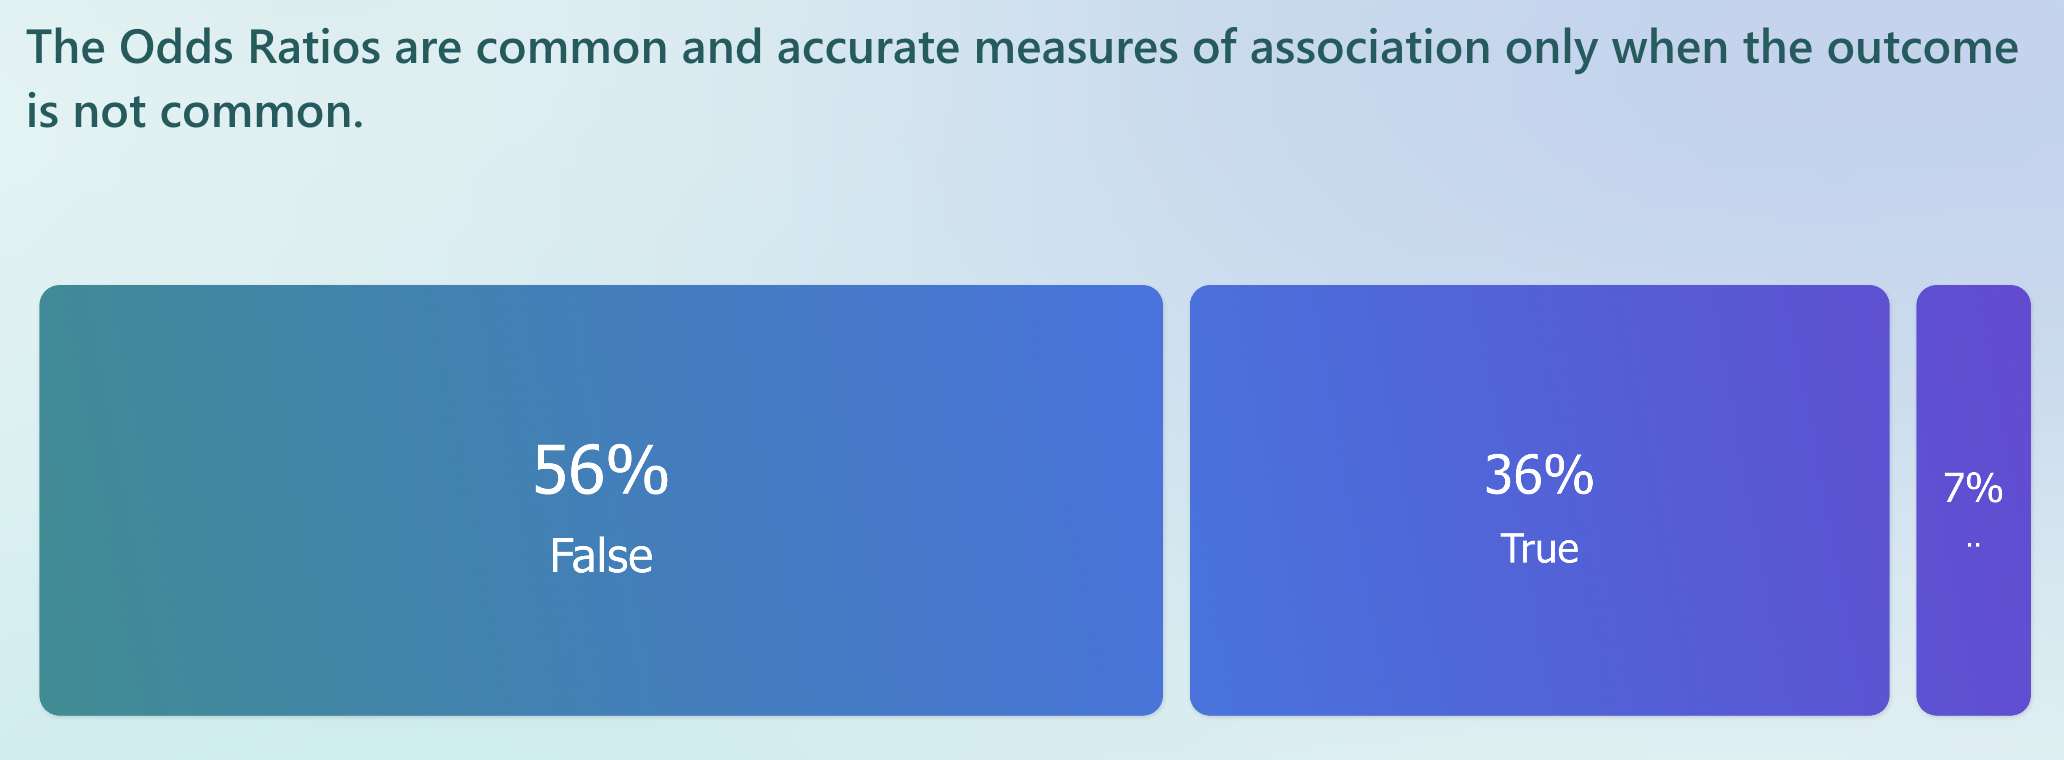 The Odds Ratios are common and accurate measures of association only when the outcome
is not common.
56%
False
36%
True
7%
..